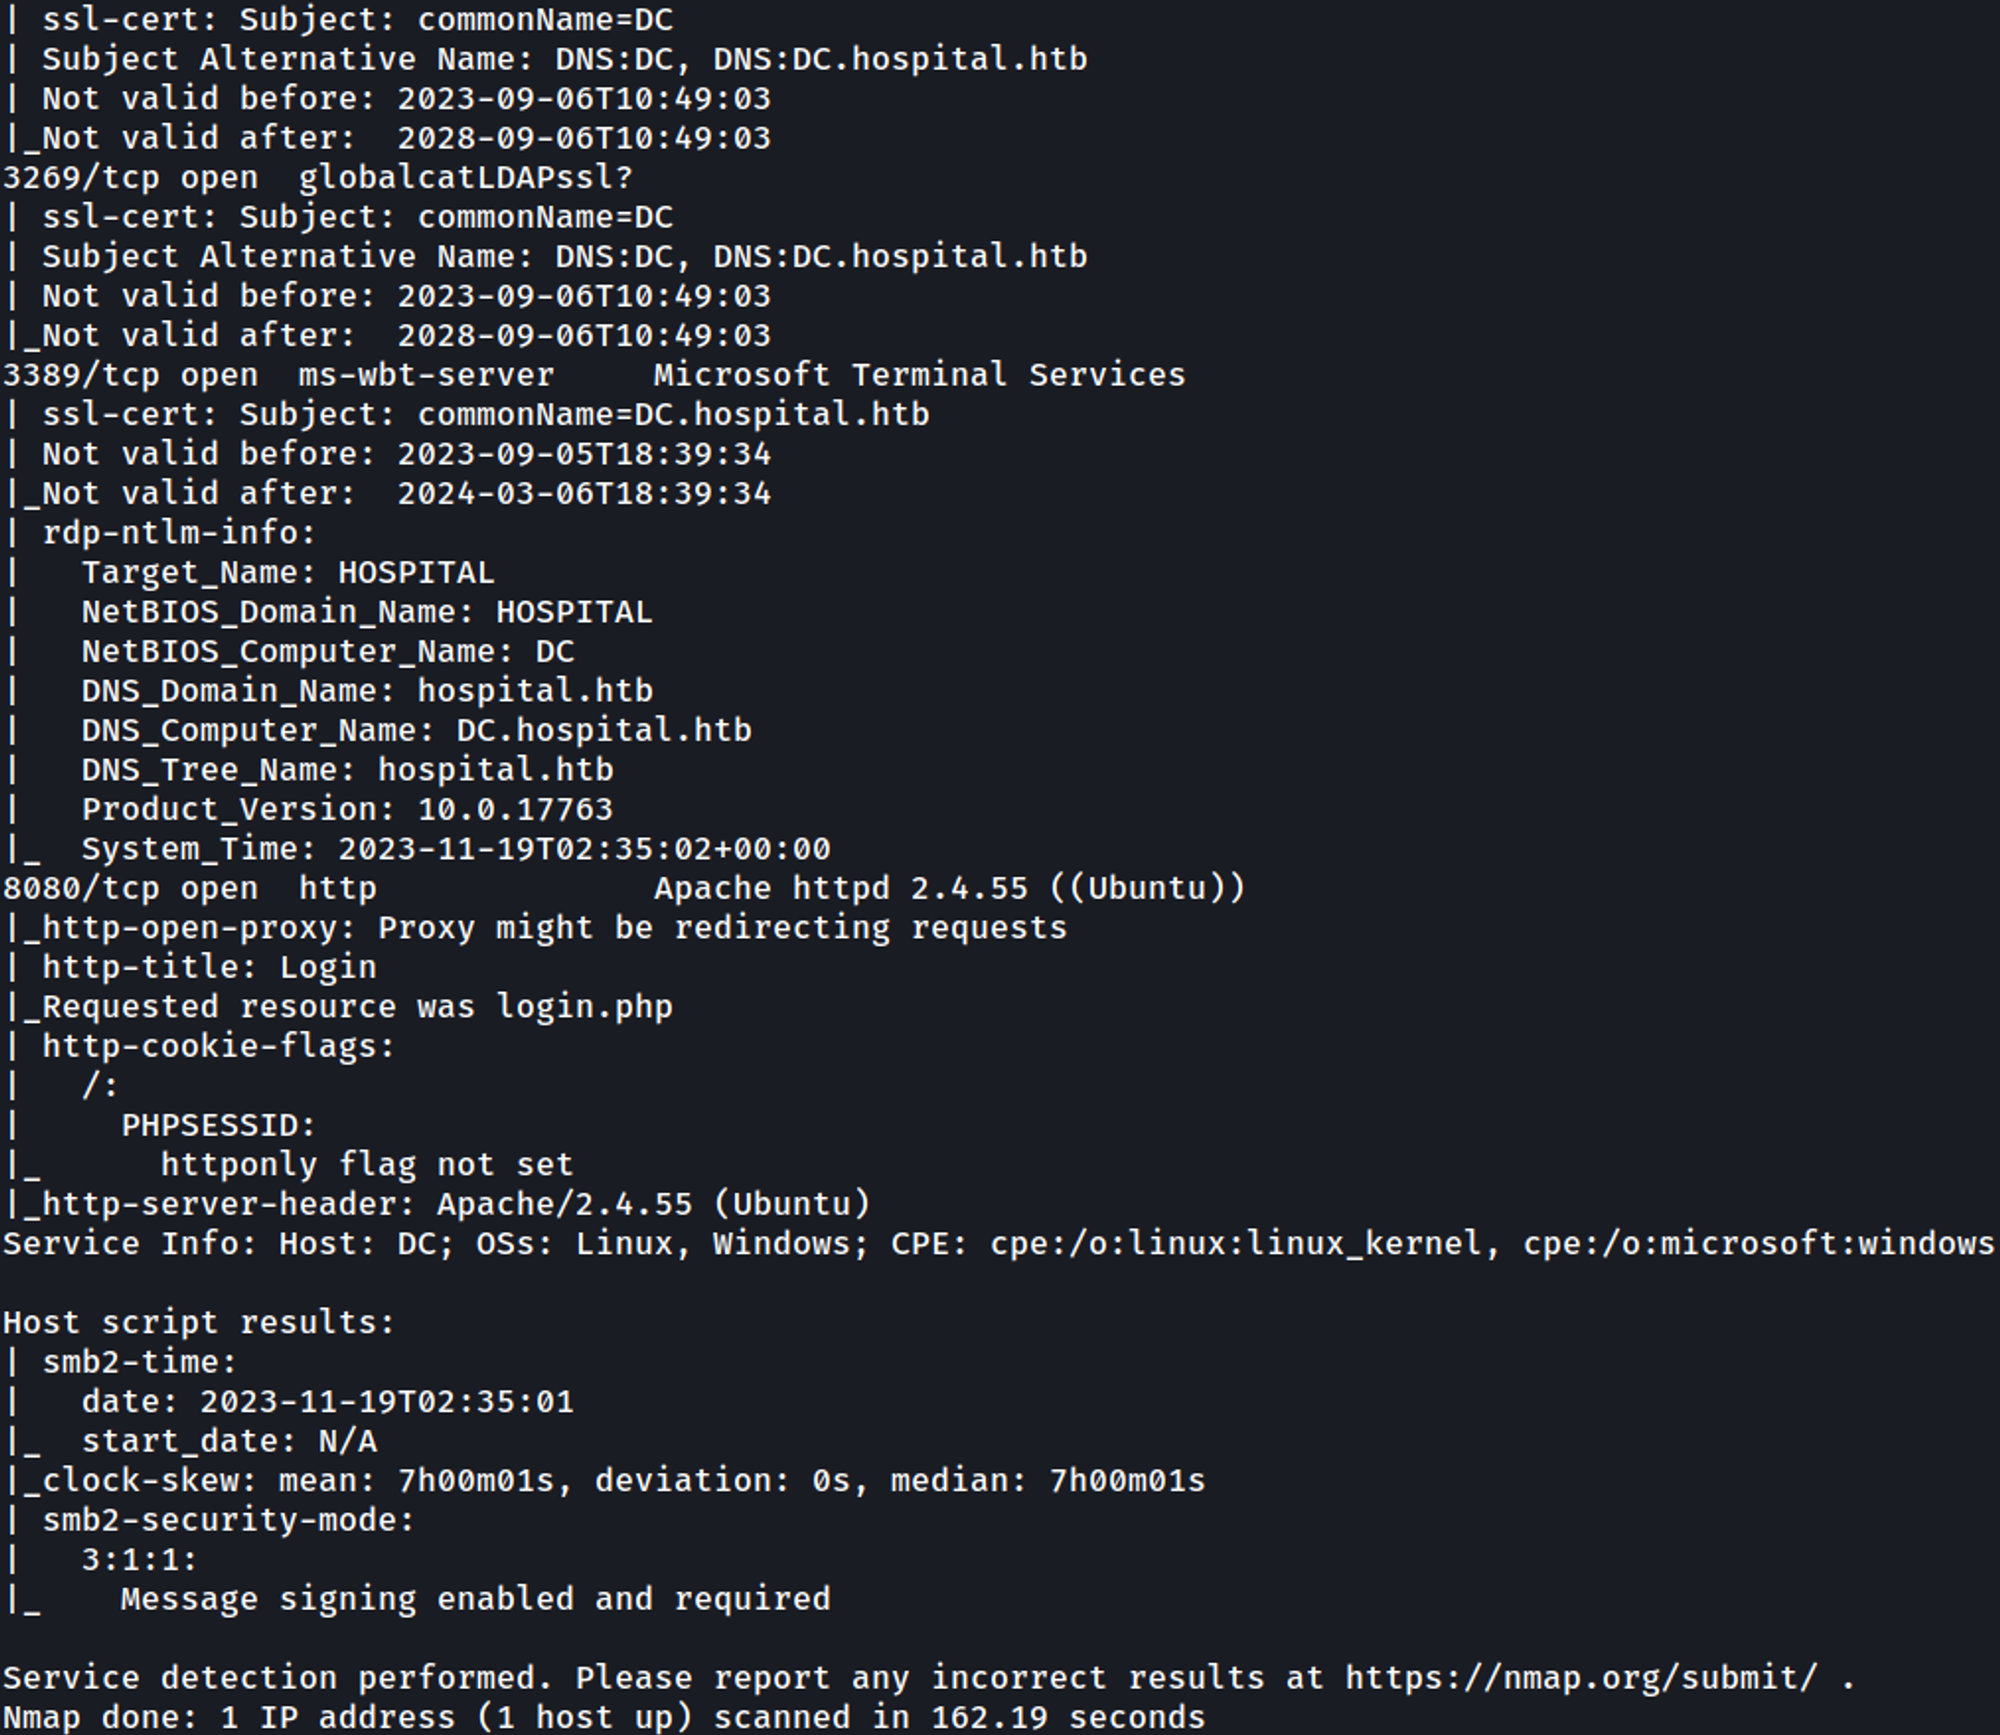 | ssl-cert: Subject: commonName=DC
| Subject Alternative Name: DNS:DC, DNS:DC.hospital.htb
| Not valid before: 2023-09-06T10:49:03
|_Not valid after:  2028-09-06T10:49:03
3269/tcp open  globalcatLDAPssl?
| ssl-cert: Subject: commonName=DC
| Subject Alternative Name: DNS:DC, DNS:DC.hospital.htb
| Not valid before: 2023-09-06T10:49:03
|_Not valid after:  2028-09-06T10:49:03
3389/tcp open  ms-wbt-server     Microsoft Terminal Services
| ssl-cert: Subject: commonName=DC.hospital.htb
| Not valid before: 2023-09-05T18:39:34
|_Not valid after:  2024-03-06T18:39:34
| rdp-ntlm-info:
|   Target_Name: HOSPITAL
|   NetBIOS_Domain_Name: HOSPITAL
|   NetBIOS_Computer_Name: DC
|   DNS_Domain_Name: hospital.htb
|   DNS_Computer_Name: DC.hospital.htb
|   DNS_Tree_Name: hospital.htb
|   Product_Version: 10.0.17763
|_  System_Time: 2023-11-19T02:35:02+00:00
8080/tcp open  http              Apache httpd 2.4.55 ((Ubuntu))
|_http-open-proxy: Proxy might be redirecting requests
| http-title: Login
|_Requested resource was login.php
| http-cookie-flags:
|   /:
|     PHPSESSID:
|_      httponly flag not set
|_http-server-header: Apache/2.4.55 (Ubuntu)
Service Info: Host: DC; OSs: Linux, Windows; CPE: cpe:/o:linux:linux_kernel, cpe:/o:microsoft:windows

Host script results:
| smb2-time:
|   date: 2023-11-19T02:35:01
|_  start_date: N/A
|_clock-skew: mean: 7h00m01s, deviation: 0s, median: 7h00m01s
| smb2-security-mode:
|   3:1:1:
|_    Message signing enabled and required

Service detection performed. Please report any incorrect results at https://nmap.org/submit/ .
Nmap done: 1 IP address (1 host up) scanned in 162.19 seconds